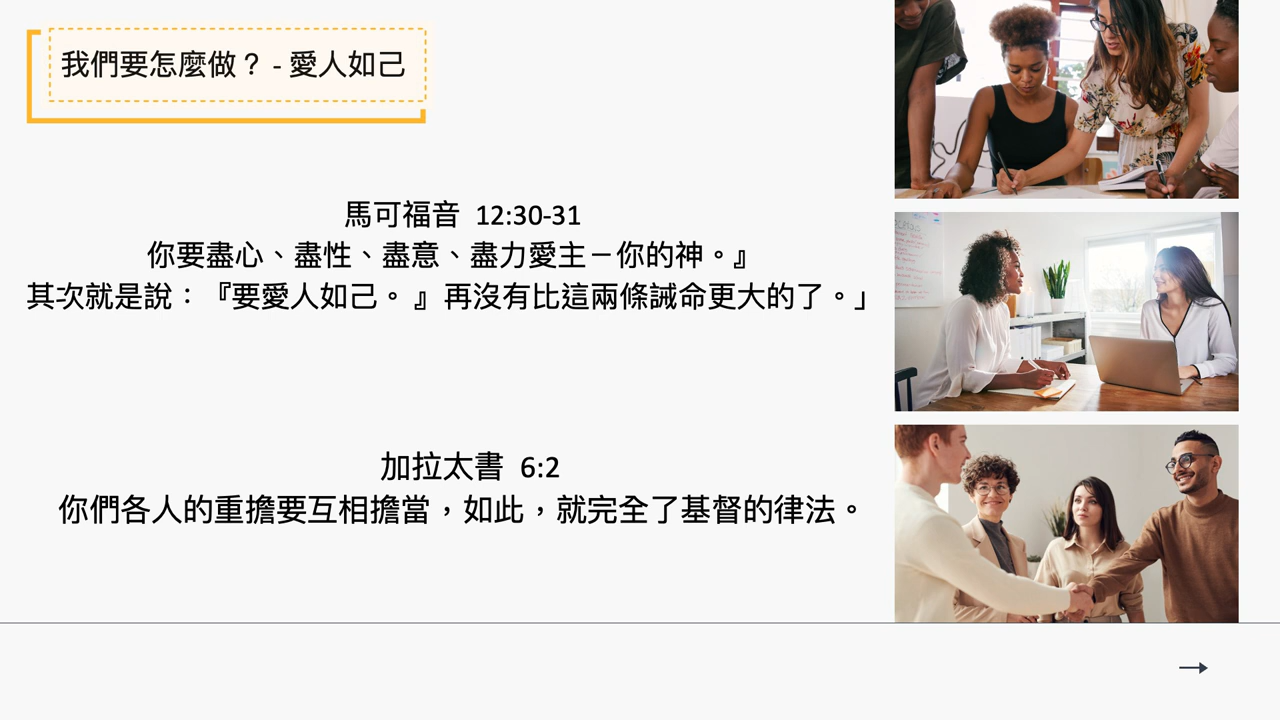 我們要怎麼做？ - 愛人如己
馬可福音 12:30-31
你要盡心、盡性、盡意、盡力愛主－你的神。』
其次就是說：『要愛人如己。』再沒有比這兩條誡命更大的了。」
加拉太書 6:2
你們各人的重擔要互相擔當，如此，就完全了基督的律法。